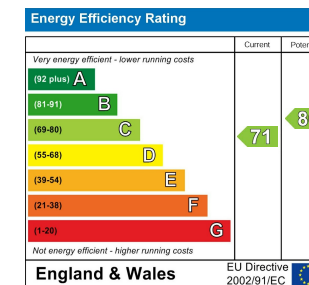 Energy Efficiency Rating
Current
Very energy efficient - lower running costs
(92 plus) A
(81-91) B
(69-80) C
(55-68) D
(39-54) E
(21-38) F
(1-20) G
71
Not energy efficient - higher running costs
England & Wales
EU Directive
2002/91/EC